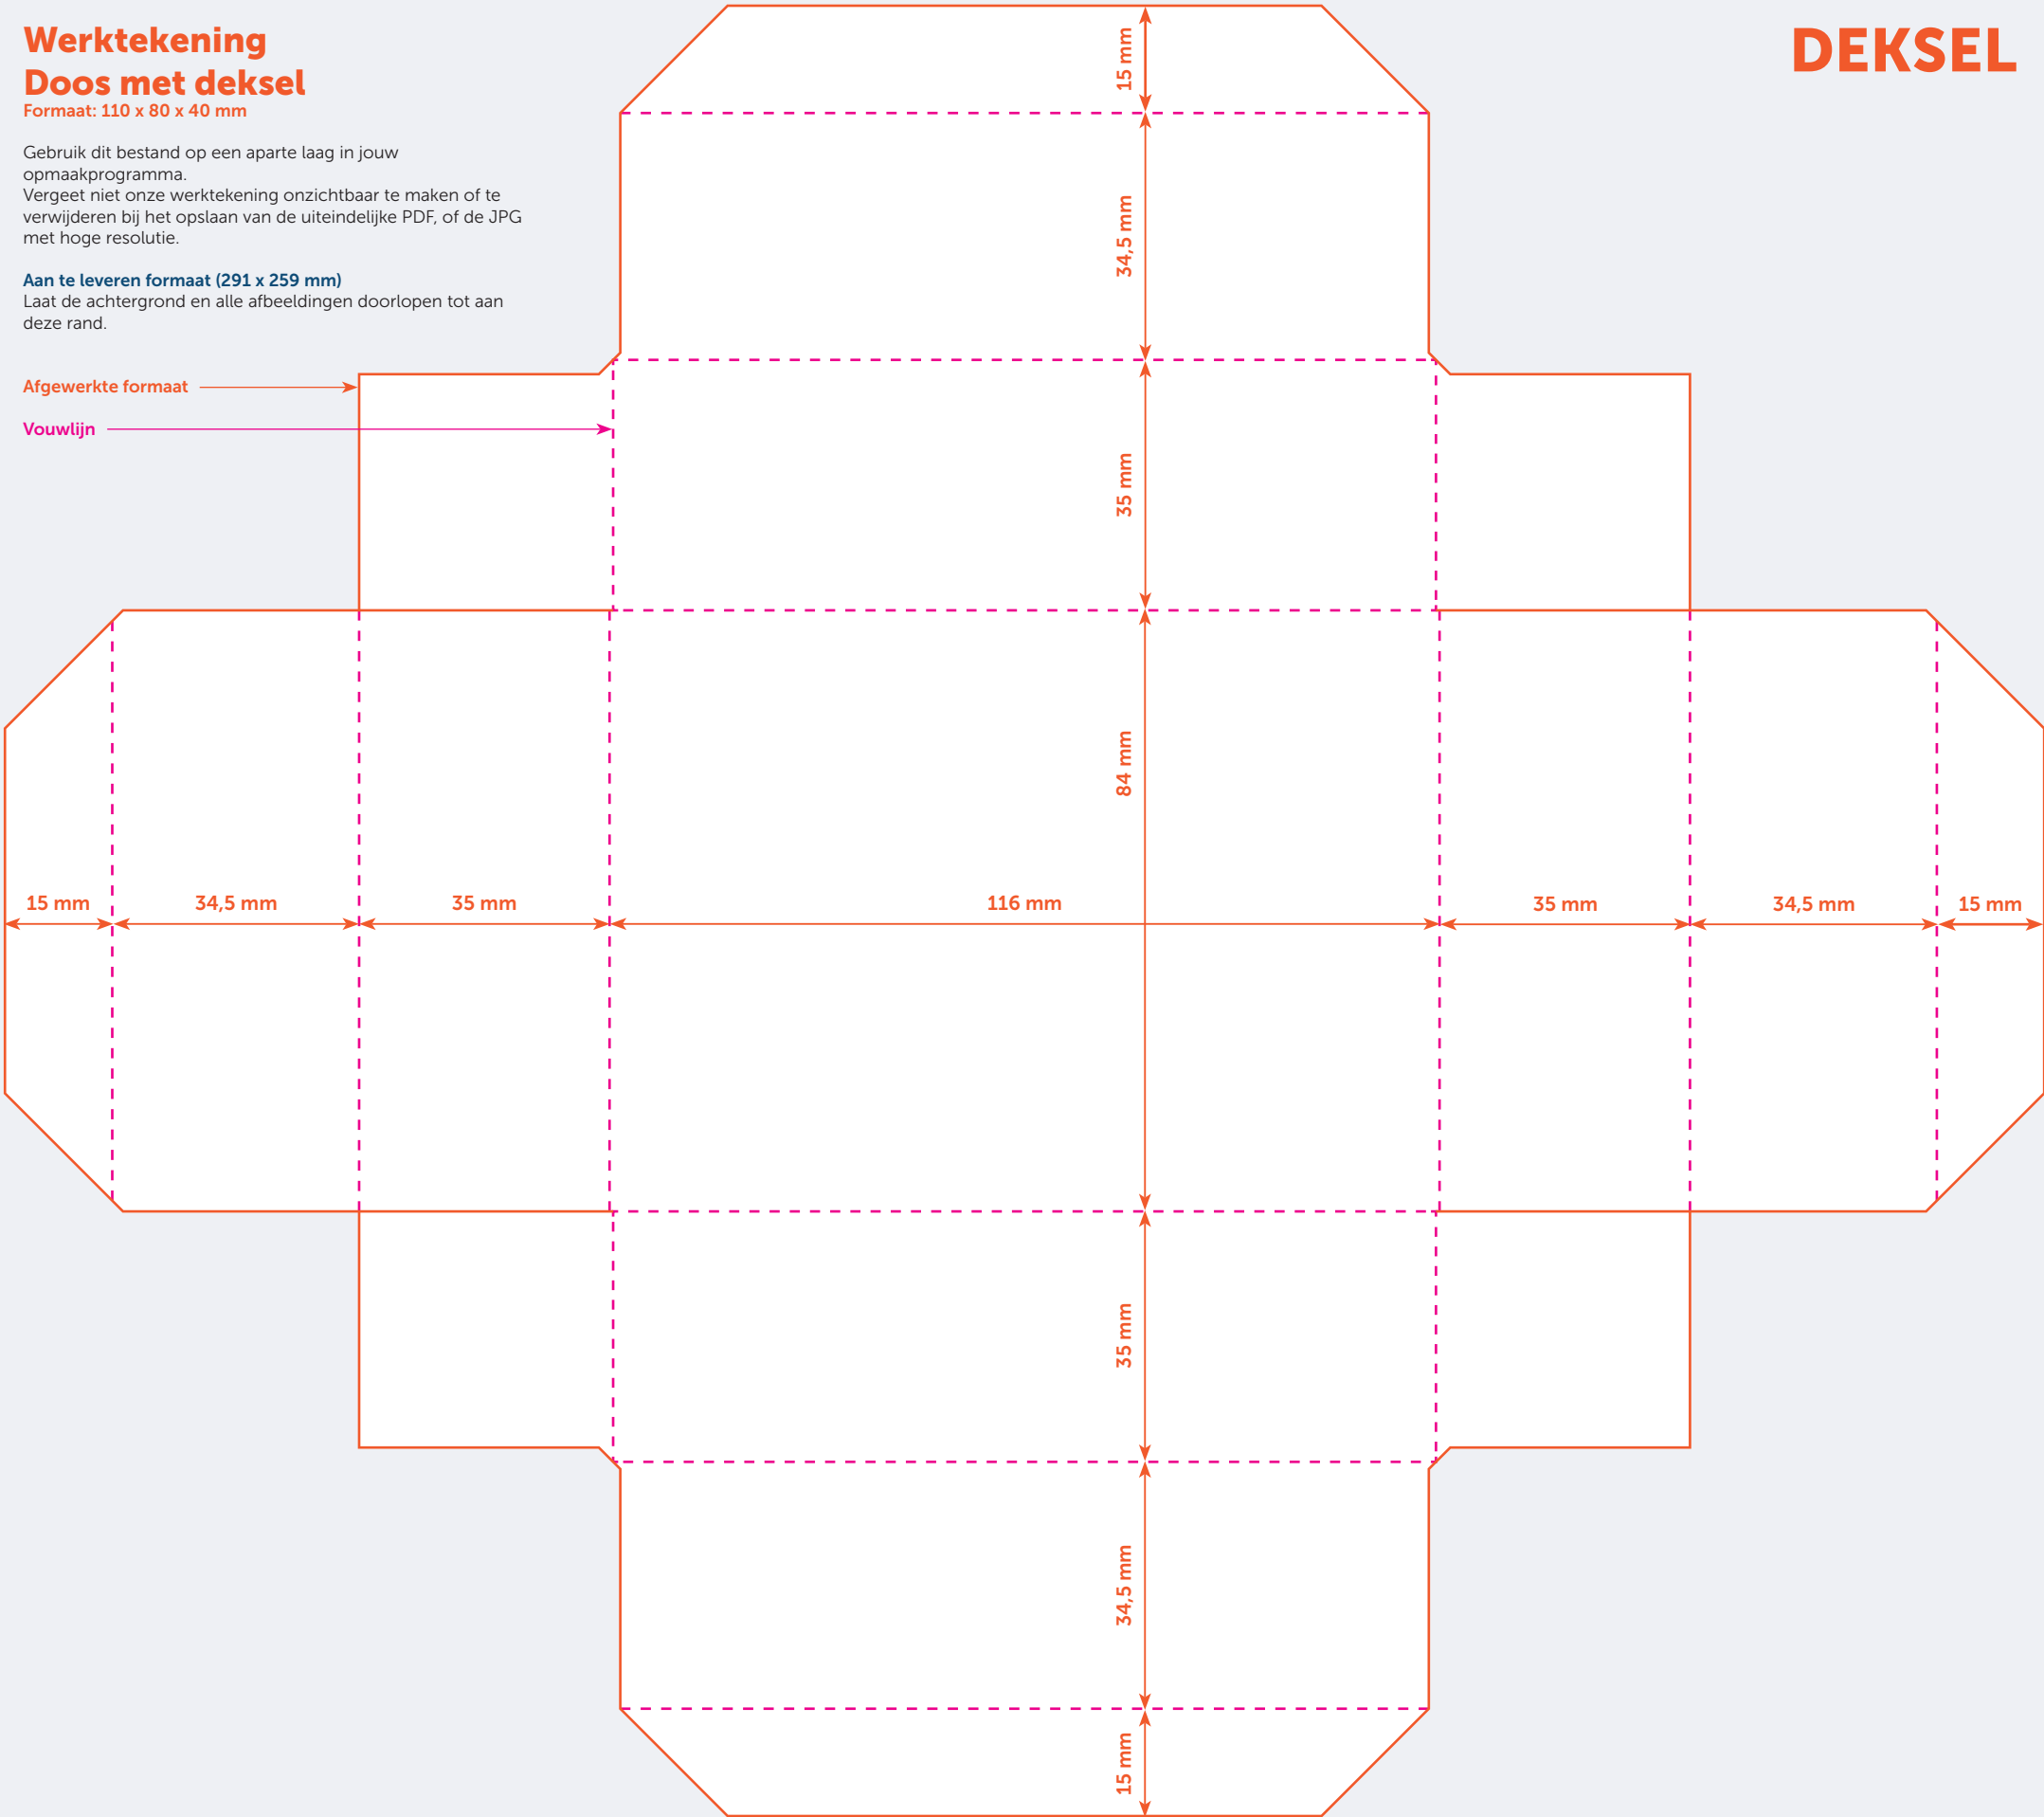 Werktekening
Doos met deksel
Formaat: 110 x 80 x 40 mm
DEKSEL
Gebruik dit bestand op een aparte laag in jouw
opmaakprogramma.
Vergeet niet onze werktekening onzichtbaar te maken of te
verwijderen bij het opslaan van de uiteindelijke PDF, of de JPG
met hoge resolutie.
Aan te leveren formaat (291 x 259 mm)
Laat de achtergrond en alle afbeeldingen doorlopen tot aan
deze rand.
Afgewerkte formaat
Vouwlijn
15 mm
34,5 mm
35 mm
84 mm
15 mm
34,5 mm
35 mm
116 mm
35 mm
34,5 mm
15 mm
35 mm
34,5 mm
15 mm